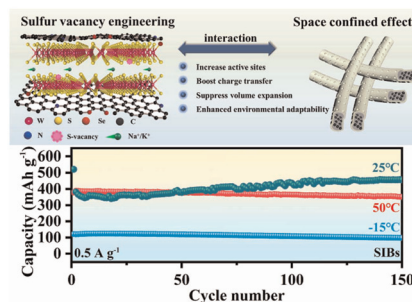 Sulfur vacancy engineering
interaction
Space confined effect
Increase active sites
Boost charge transfer
Suppress volume expansion
Enhanced environmental adaptability
W S Se C
N S-vacancy Na⁺/K⁺
Capacity (mAh g⁻¹)
600
500
400
300
200
100
0
25°C
50°C
-15°C
0.5 A g⁻¹
SIBs
0 50 100 150
Cycle number